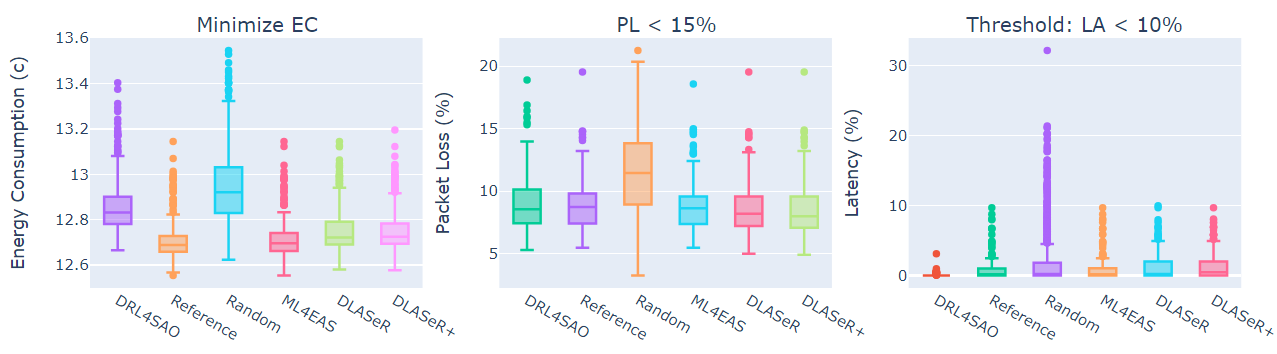 Minimize EC
Energy Consumption (c)
13.6
13.4
13.2
13
12.8
12.6
DRL4SAO
Reference
Random
ML4EAS
DLASeR
DLASeR+
PL < 15%
Packet Loss (%)
20
15
10
5
DRL4SAO
Reference
Random
ML4EAS
DLASeR
DLASeR+
Threshold: LA < 10%
Latency (%)
30
20
10
0
DRL4SAO
Reference
Random
ML4EAS
DLASeR
DLASeR+